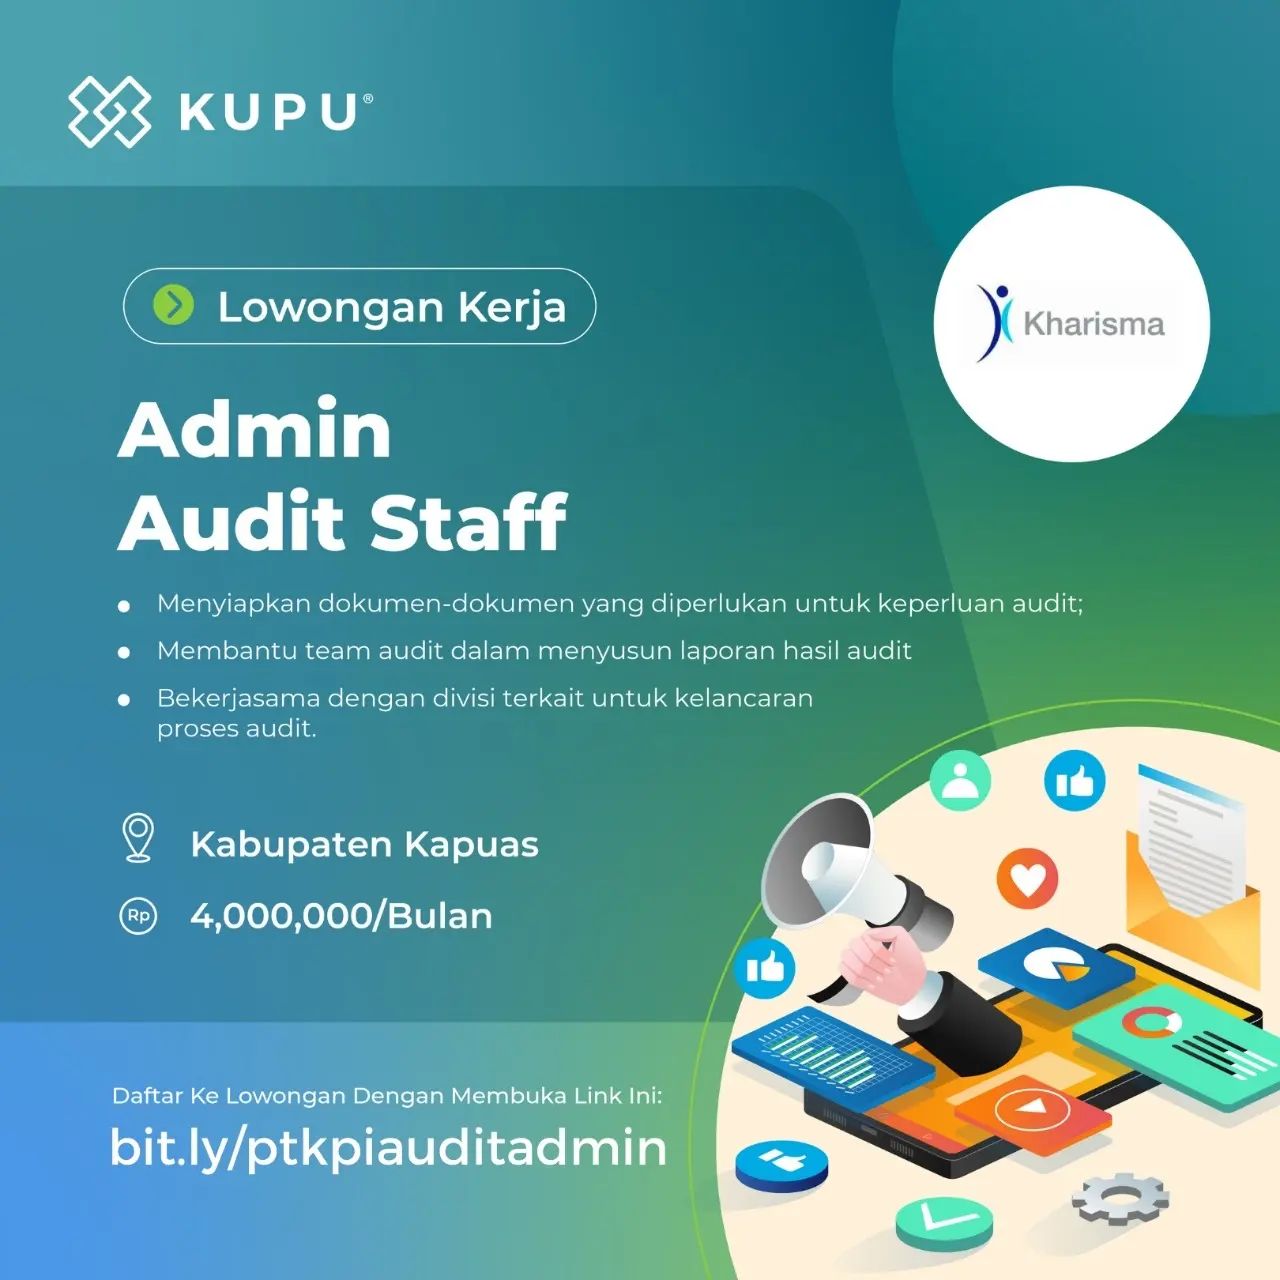 KUPU®
Lowongan Kerja
Kharisma
Admin
Audit Staff
• Menyiapkan dokumen-dokumen yang diperlukan untuk keperluan audit;
• Membantu team audit dalam menyusun laporan hasil audit
• Bekerjasama dengan divisi terkait untuk kelancaran
proses audit.
Kabupaten Kapuas
Rp 4,000,000/Bulan
Daftar Ke Lowongan Dengan Membuka Link Ini:
bit.ly/ptkpiauditadmin